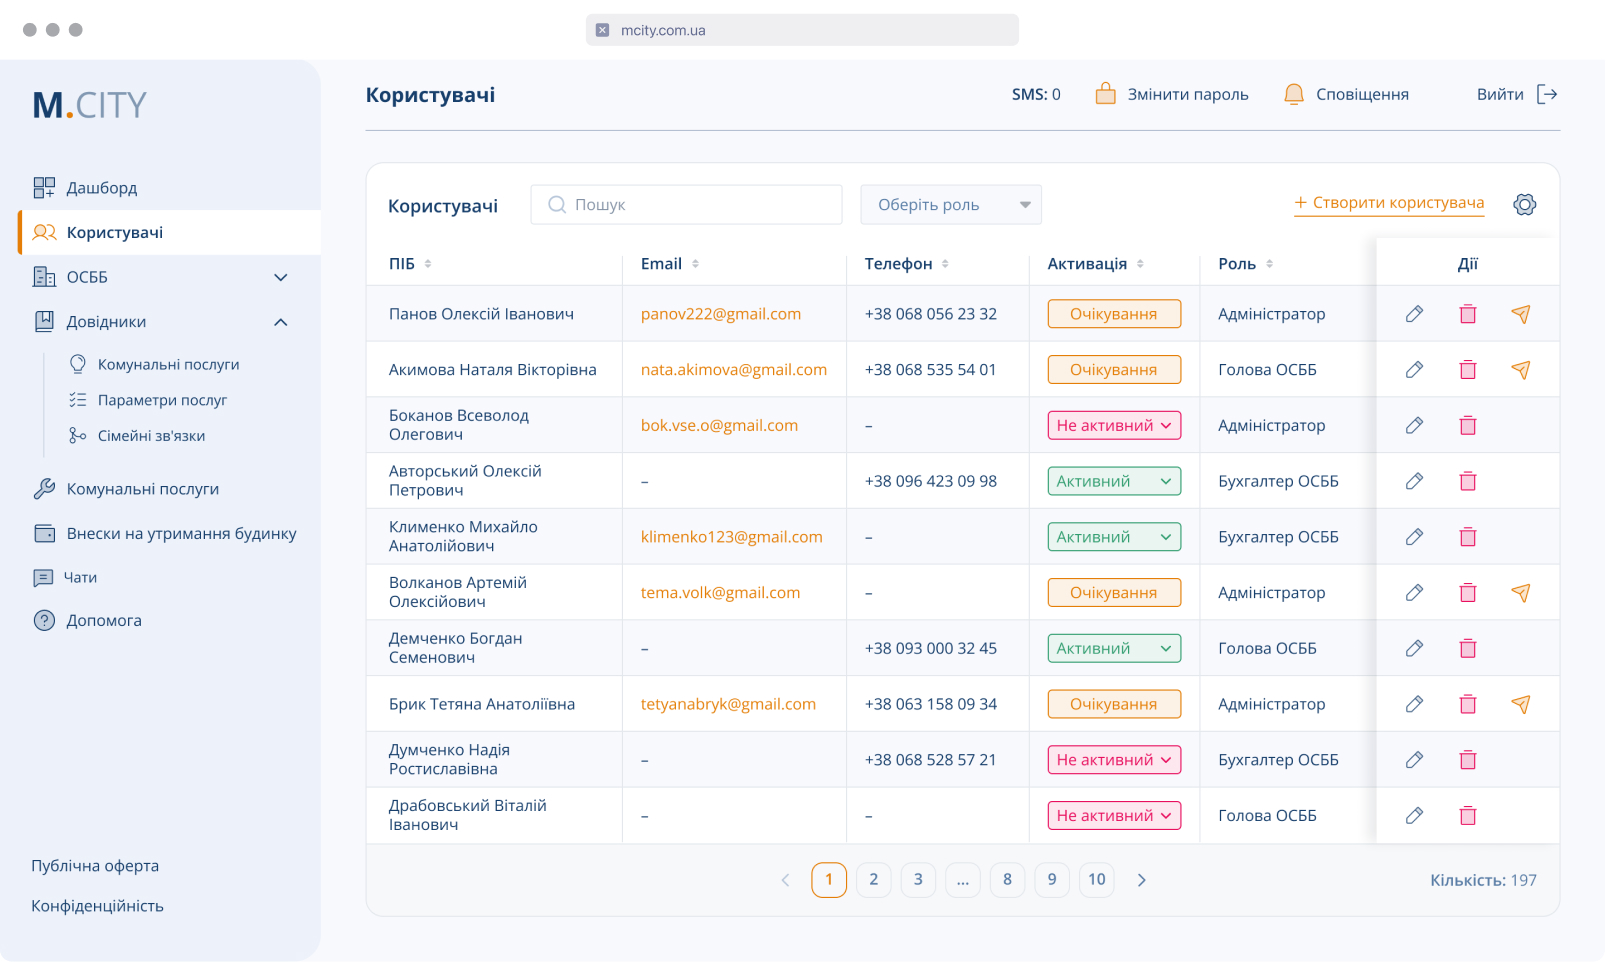 mcity.com.ua
M.CITY
Дашборд
Користувачі
ОСББ
Довідники
Комунальні послуги
Параметри послуг
Сімейні зв'язки
Комунальні послуги
Внески на утримання будинку
Чати
Допомога
Публічна оферта
Конфіденційність
Користувачі
SMS: 0
Змінити пароль
Сповіщення
Вийти
Користувачі
Пошук
Оберіть роль
+ Створити користувача
ПІБ Email Телефон Активація Роль Дії
Панов Олексій Іванович panov222@gmail.com +38 068 056 23 32 Очікування Адміністратор
Акимова Наталя Вікторівна nata.akimova@gmail.com +38 068 535 54 01 Очікування Голова ОСББ
Боканов Всеволод
Олегович bok.vse.o@gmail.com – Не активний Адміністратор
Авторський Олексій
Петрович – +38 096 423 09 98 Активний Бухгалтер ОСББ
Клименко Михайло
Анатолійович klimenko123@gmail.com – Активний Бухгалтер ОСББ
Волканов Артемій
Олексійович tema.volk@gmail.com – Очікування Адміністратор
Демченко Богдан
Семенович – +38 093 000 32 45 Активний Голова ОСББ
Брик Тетяна Анатоліївна tetyanabryk@gmail.com +38 063 158 09 34 Очікування Адміністратор
Думченко Надія
Ростиславівна – +38 068 528 57 21 Не активний Бухгалтер ОСББ
Драбовський Віталій
Іванович – – Не активний Голова ОСББ
1 2 3 ... 8 9 10
Кількість: 197